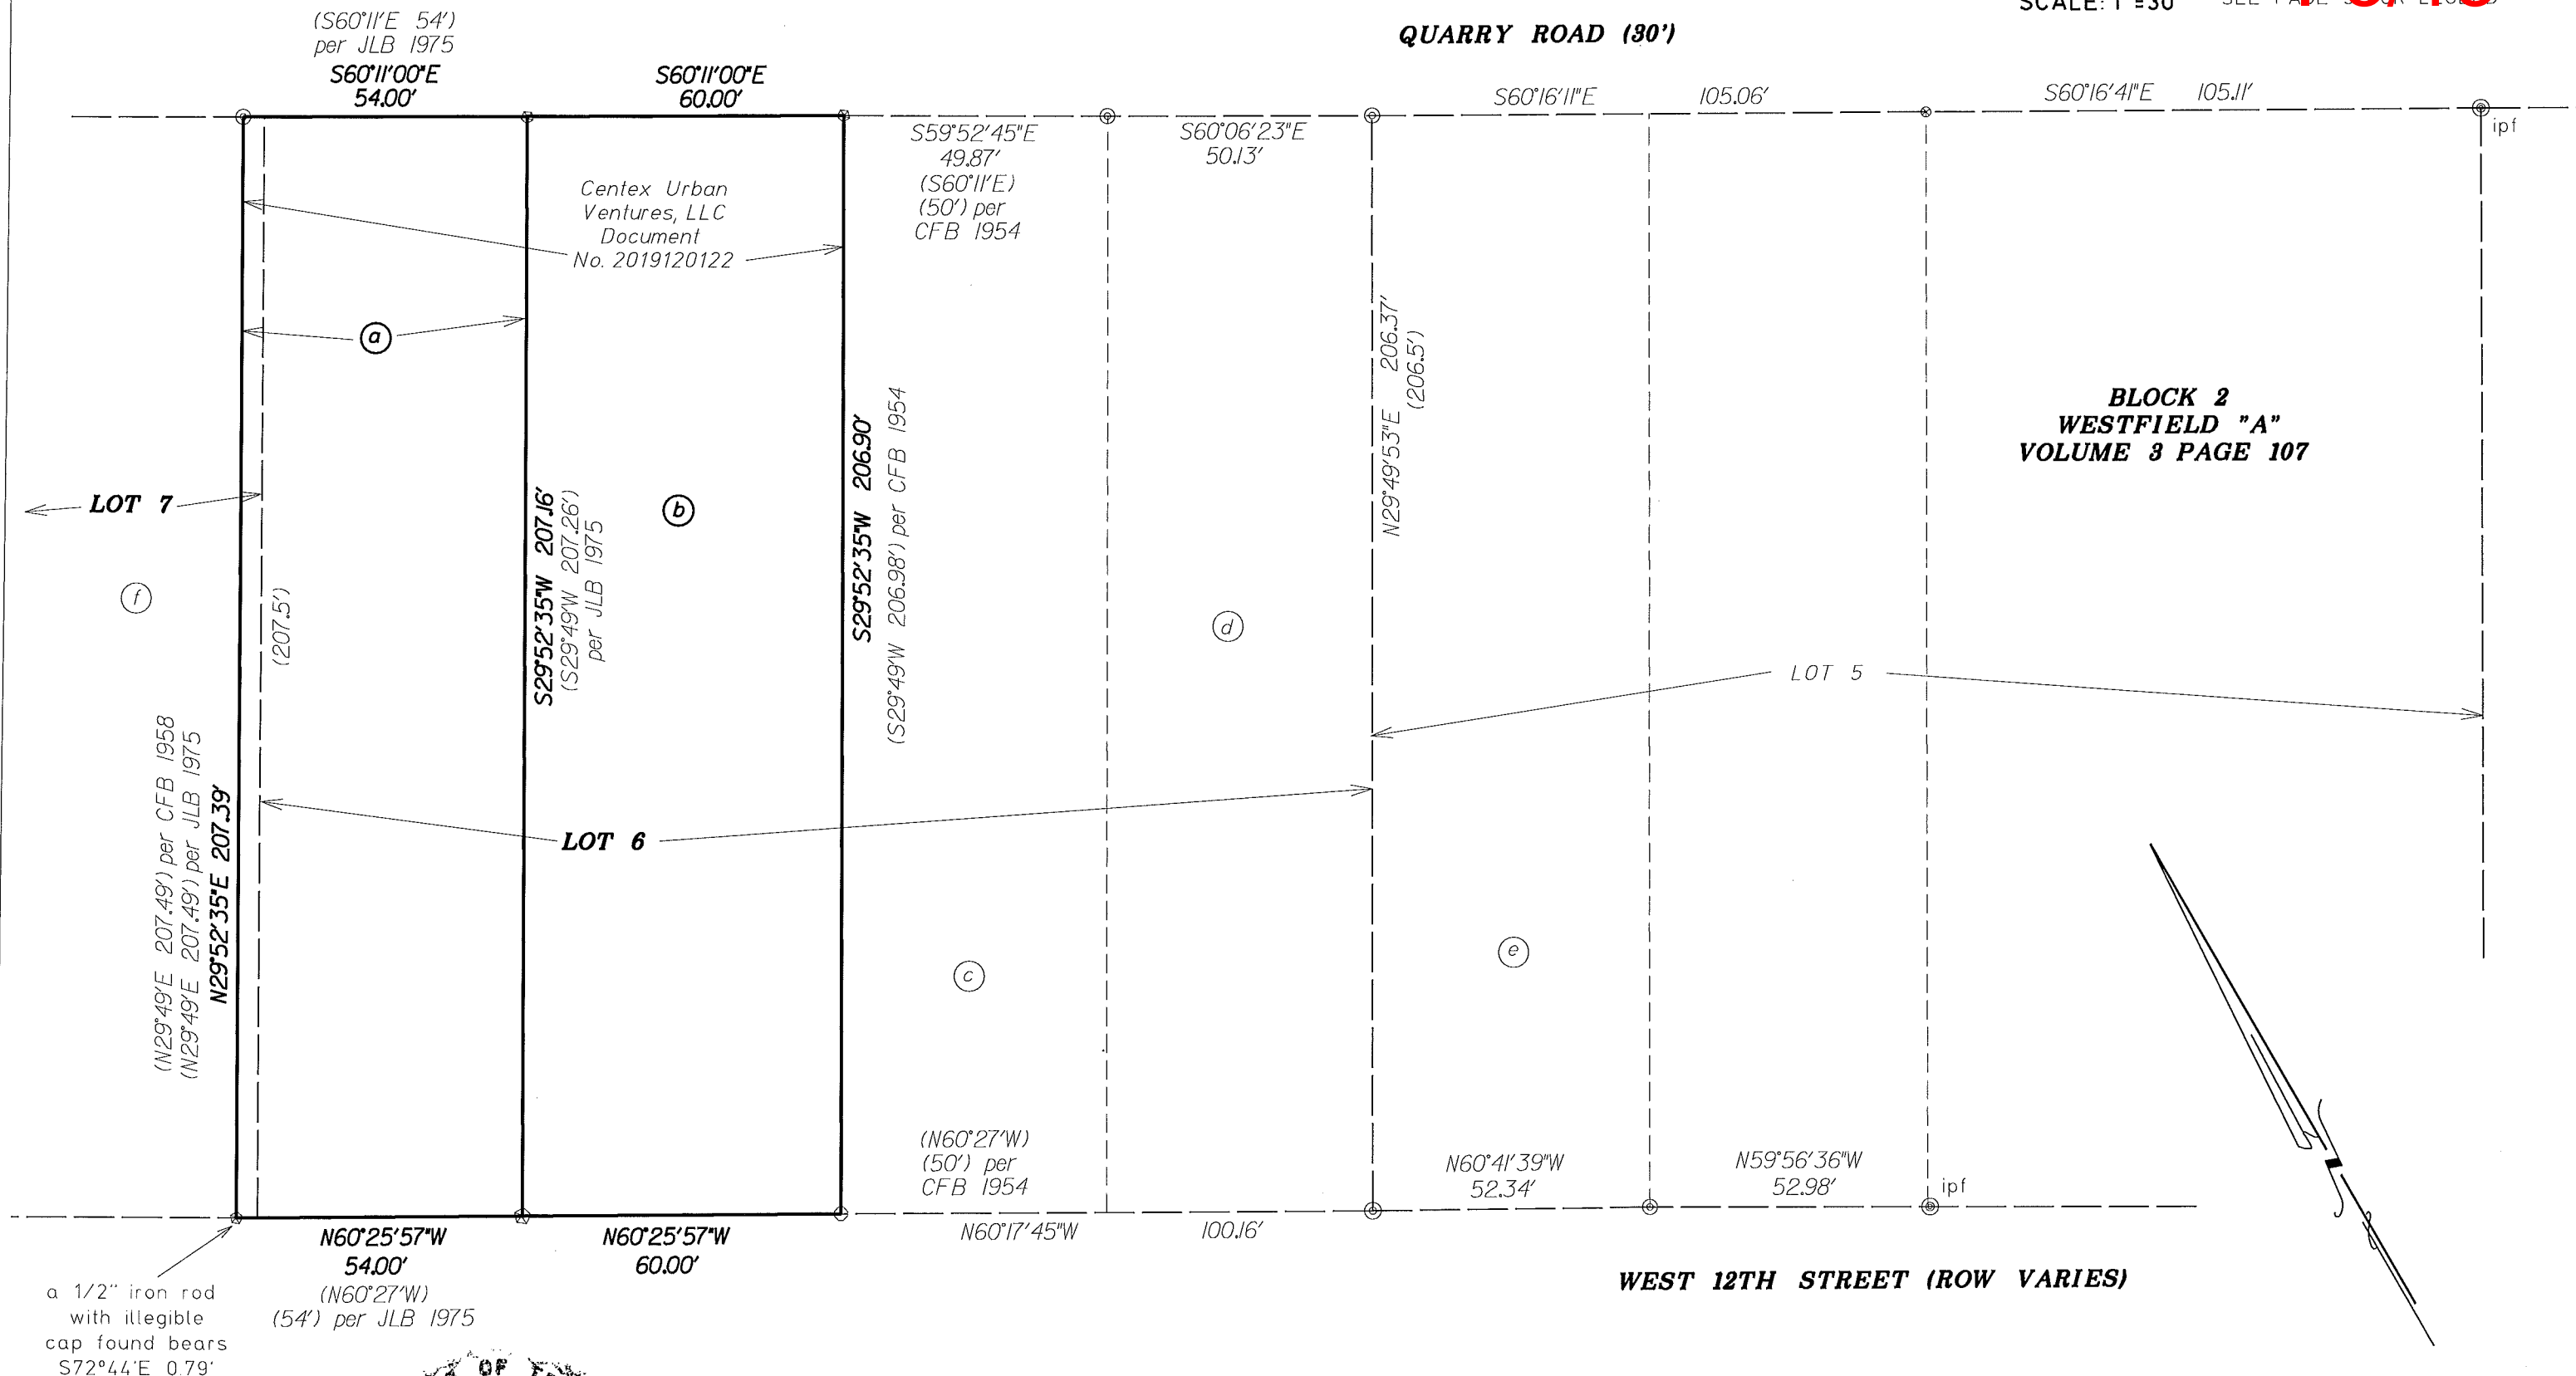 (S60°11'E 54')
per JLB 1975
S60°11'00"E
54.00'
S60°11'00"E
60.00'
QUARRY ROAD (30')
SCALE: 1"=30'
S59°52'45"E
49.87'
(S60°11'E)
(50') per
CFB 1954
S60°06'23"E
50.13'
S60°16'11"E 105.06'
S60°16'41"E 105.11'
ipf
Centex Urban
Ventures, LLC
Document
No. 2019120122
a
b
LOT 7
f
(207.5')
(N29°49'E 207.49') per CFB 1958
(N29°49'E 207.49') per JLB 1975
N29°52'35"E 207.39'
S29°52'35"W 207.16'
(S29°49'W 207.26')
per JLB 1975
S29°52'35"W 206.90'
(S29°49'W 206.98') per CFB 1954
N29°49'53"E 206.37'
(206.5')
BLOCK 2
WESTFIELD "A"
VOLUME 3 PAGE 107
d
LOT 5
LOT 6
c
e
(N60°27'W)
(50') per
CFB 1954
N60°17'45"W 100.16'
N60°41'39"W
52.34'
N59°56'36"W
52.98'
ipf
N60°25'57"W
54.00'
(N60°27'W)
(54') per JLB 1975
N60°25'57"W
60.00'
WEST 12TH STREET (ROW VARIES)
a 1/2" iron rod
with illegible
cap found bears
S72°44'E 0.79'
OF